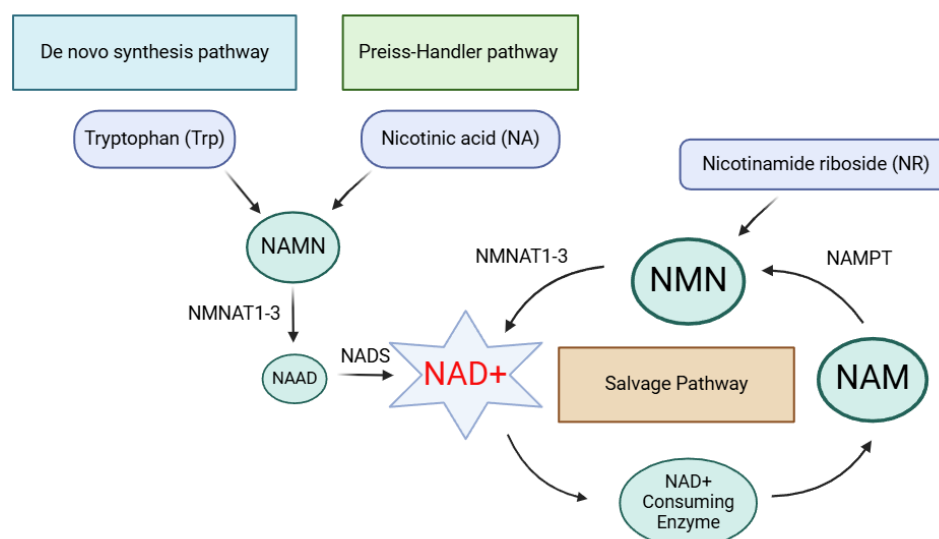 De novo synthesis pathway
Preiss-Handler pathway
Tryptophan (Trp)
Nicotinic acid (NA)
Nicotinamide riboside (NR)
NAMN
NMNAT1-3
NMN
NAMPT
NMNAT1-3
NADS
NAAD
NAD+
Salvage Pathway
NAM
NAD+
Consuming
Enzyme